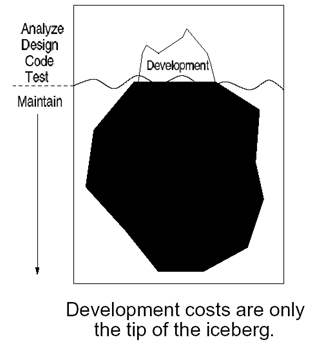 Analyze
Design
Code
Test
Development
Maintain
Development costs are only
the tip of the iceberg.